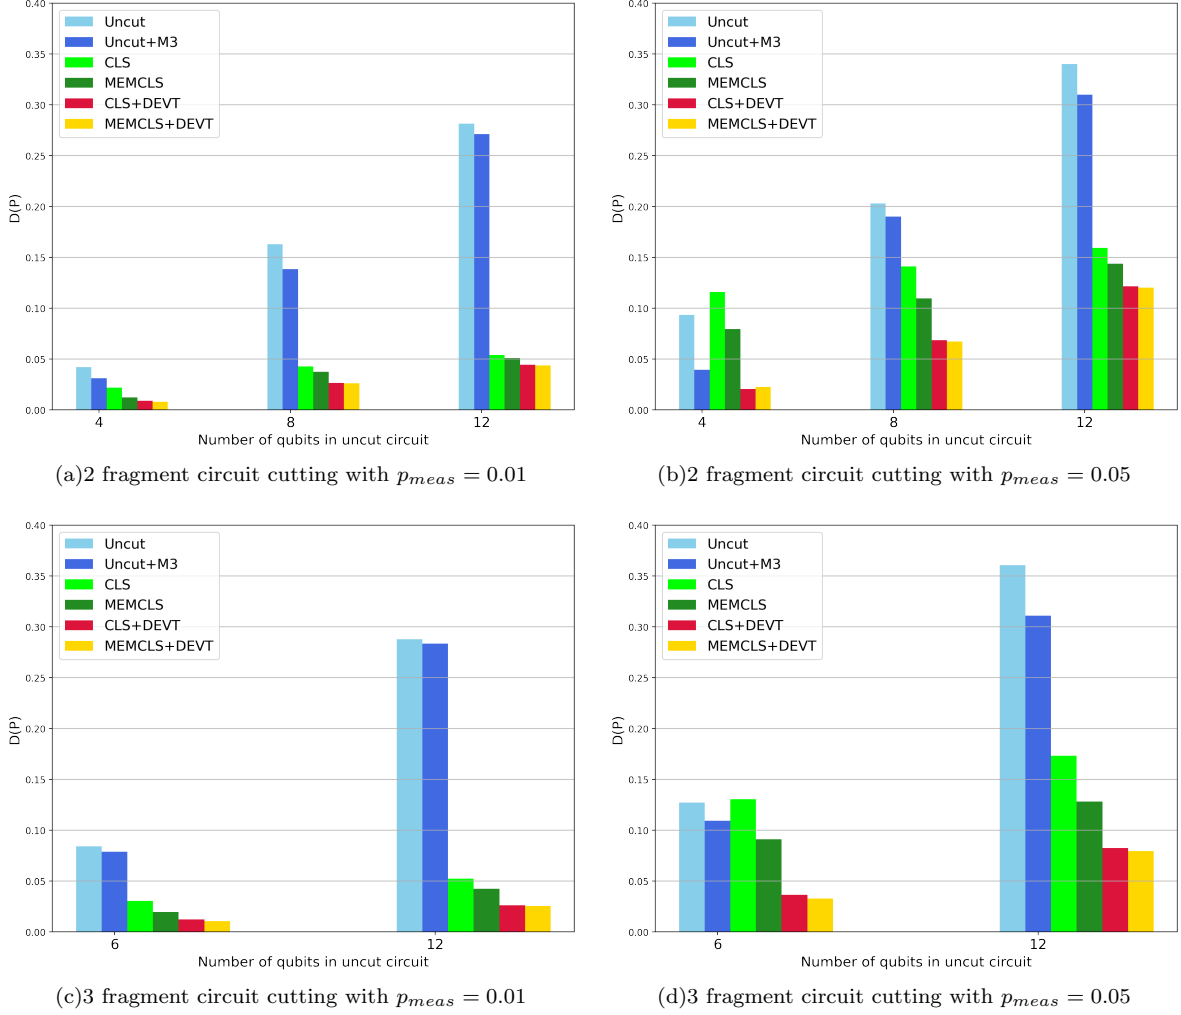 D(P)
0.40
0.35
0.30
0.25
0.20
0.15
0.10
0.05
0.00
Uncut
Uncut+M3
CLS
MEMCLS
CLS+DEVT
MEMCLS+DEVT
4 8 12
Number of qubits in uncut circuit
(a)2 fragment circuit cutting with p_meas = 0.01
D(P)
0.40
0.35
0.30
0.25
0.20
0.15
0.10
0.05
0.00
Uncut
Uncut+M3
CLS
MEMCLS
CLS+DEVT
MEMCLS+DEVT
4 8 12
Number of qubits in uncut circuit
(b)2 fragment circuit cutting with p_meas = 0.05
D(P)
0.40
0.35
0.30
0.25
0.20
0.15
0.10
0.05
0.00
Uncut
Uncut+M3
CLS
MEMCLS
CLS+DEVT
MEMCLS+DEVT
6 12
Number of qubits in uncut circuit
(c)3 fragment circuit cutting with p_meas = 0.01
D(P)
0.40
0.35
0.30
0.25
0.20
0.15
0.10
0.05
0.00
Uncut
Uncut+M3
CLS
MEMCLS
CLS+DEVT
MEMCLS+DEVT
6 12
Number of qubits in uncut circuit
(d)3 fragment circuit cutting with p_meas = 0.05